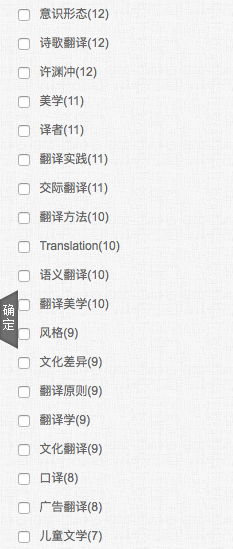 意识形态(12)
诗歌翻译(12)
许渊冲(12)
美学(11)
译者(11)
翻译实践(11)
交际翻译(11)
翻译方法(10)
Translation(10)
语义翻译(10)
翻译美学(10)
确定
风格(9)
文化差异(9)
翻译原则(9)
翻译学(9)
文化翻译(9)
口译(8)
广告翻译(8)
儿童文学(7)